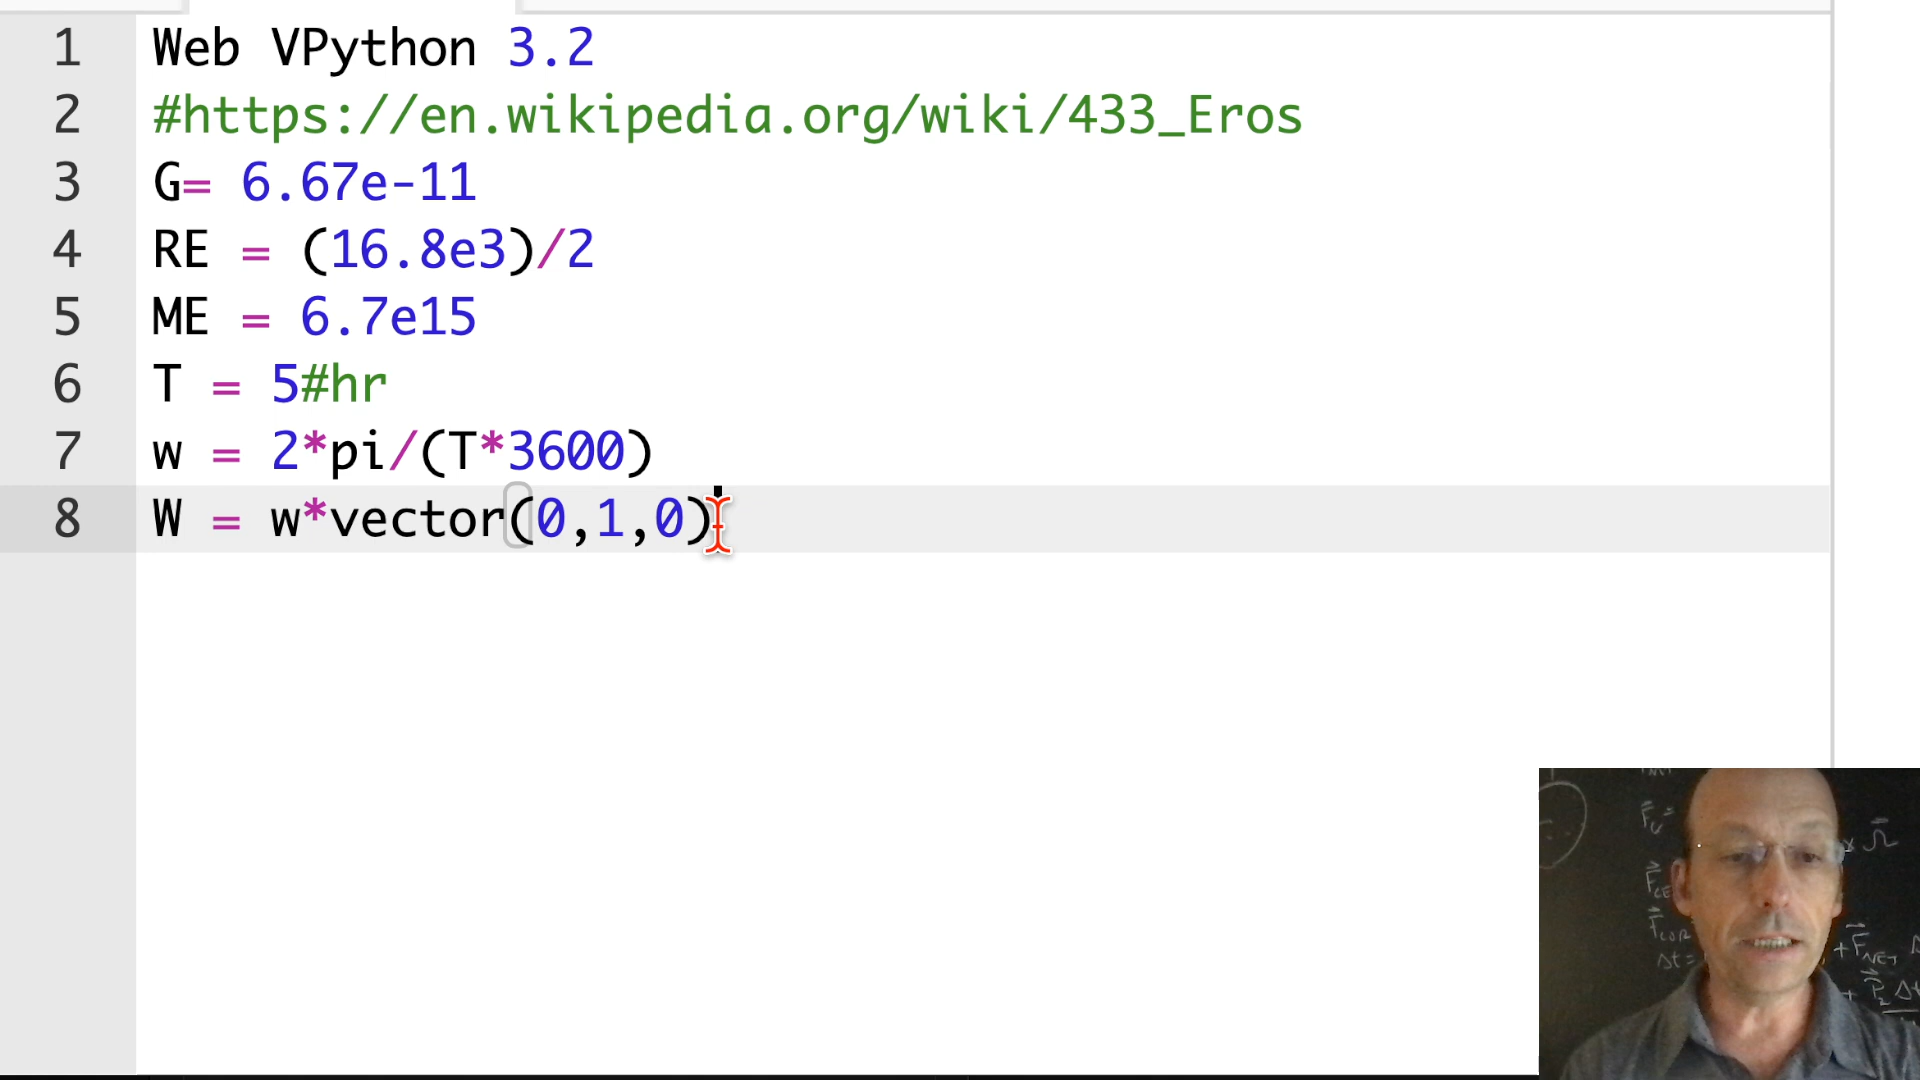 1 Web VPython 3.2
2 #https://en.wikipedia.org/wiki/433_Eros
3 G= 6.67e-11
4 RE = (16.8e3)/2
5 ME = 6.7e15
6 T = 5#hr
7 w = 2*pi/(T*3600)
8 W = w*vector(0,1,0)